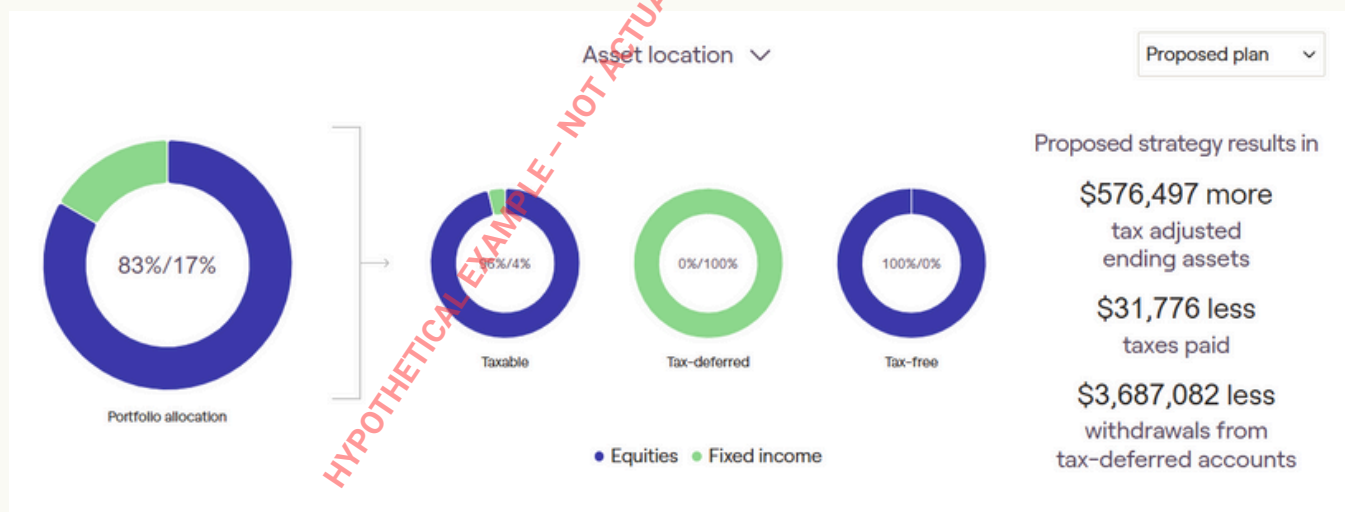 Asset location
Proposed plan
83%/17%
Portfolio allocation
96%/4%
Taxable
0%/100%
Tax-deferred
100%/0%
Tax-free
Equities
Fixed income
Proposed strategy results in
$576,497 more
tax adjusted
ending assets
$31,776 less
taxes paid
$3,687,082 less
withdrawals from
tax-deferred accounts
HYPOTHETICAL EXAMPLE – NOT